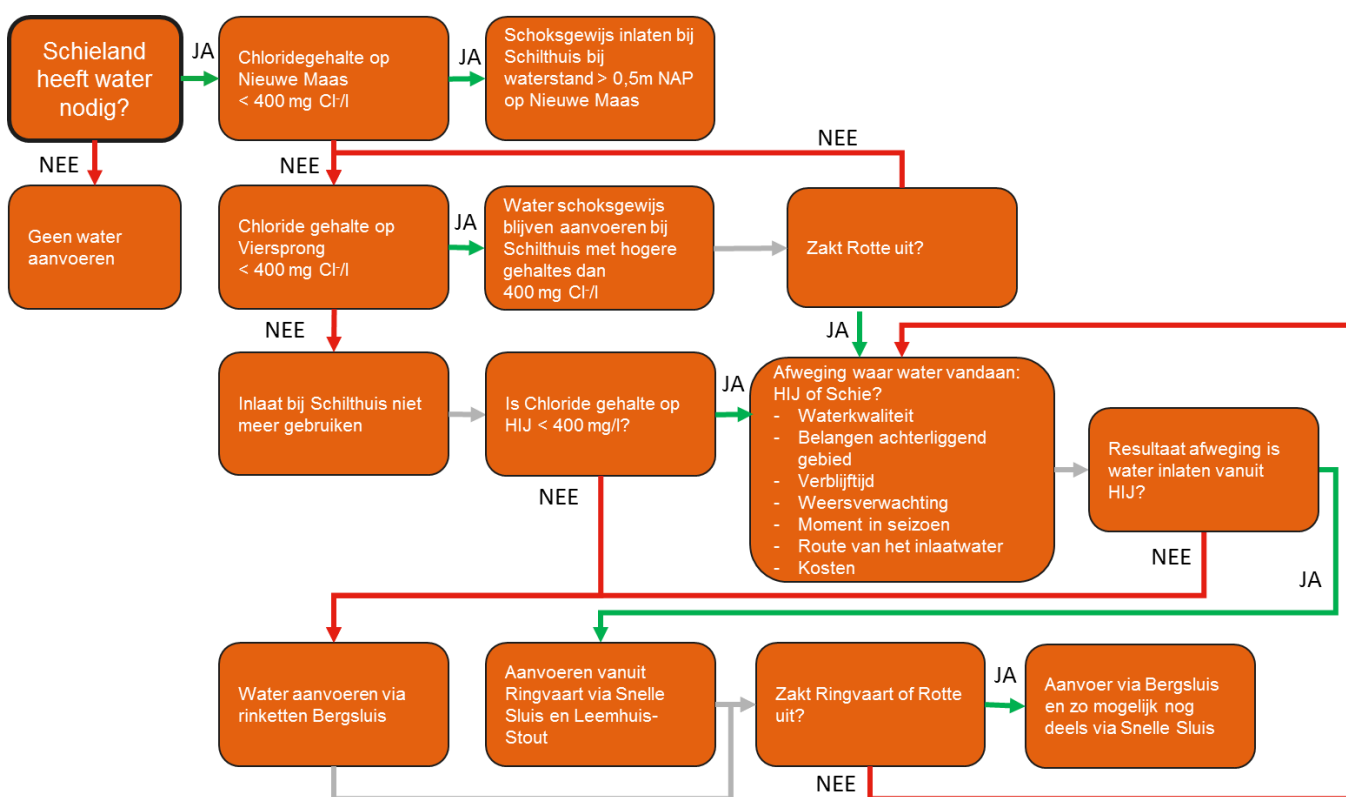 Schieland
heeft water
nodig?
JA
Chloridegehalte op
Nieuwe Maas
< 400 mg Cl⁻/l
JA
Schoksgewijs inlaten bij
Schilthuis bij
waterstand > 0,5m NAP
op Nieuwe Maas
NEE
NEE
NEE
Geen water
aanvoeren
Chloride gehalte op
Viersprong
< 400 mg Cl⁻/l
JA
Water schoksgewijs
blijven aanvoeren bij
Schilthuis met hogere
gehaltes dan
400 mg Cl⁻/l
Zakt Rotte uit?
NEE
JA
Inlaat bij Schilthuis niet
meer gebruiken
Is Chloride gehalte op
HIJ < 400 mg/l?
JA
Afweging waar water vandaan:
HIJ of Schie?
- Waterkwaliteit
- Belangen achterliggend
gebied
- Verblijftijd
- Weersverwachting
- Moment in seizoen
- Route van het inlaatwater
- Kosten
Resultaat afweging is
water inlaten vanuit
HIJ?
NEE
NEE
JA
Water aanvoeren via
rinketten Bergsluis
Aanvoeren vanuit
Ringvaart via Snelle
Sluis en Leemhuis-
Stout
Zakt Ringvaart of Rotte
uit?
JA
Aanvoer via Bergsluis
en zo mogelijk nog
deels via Snelle Sluis
NEE